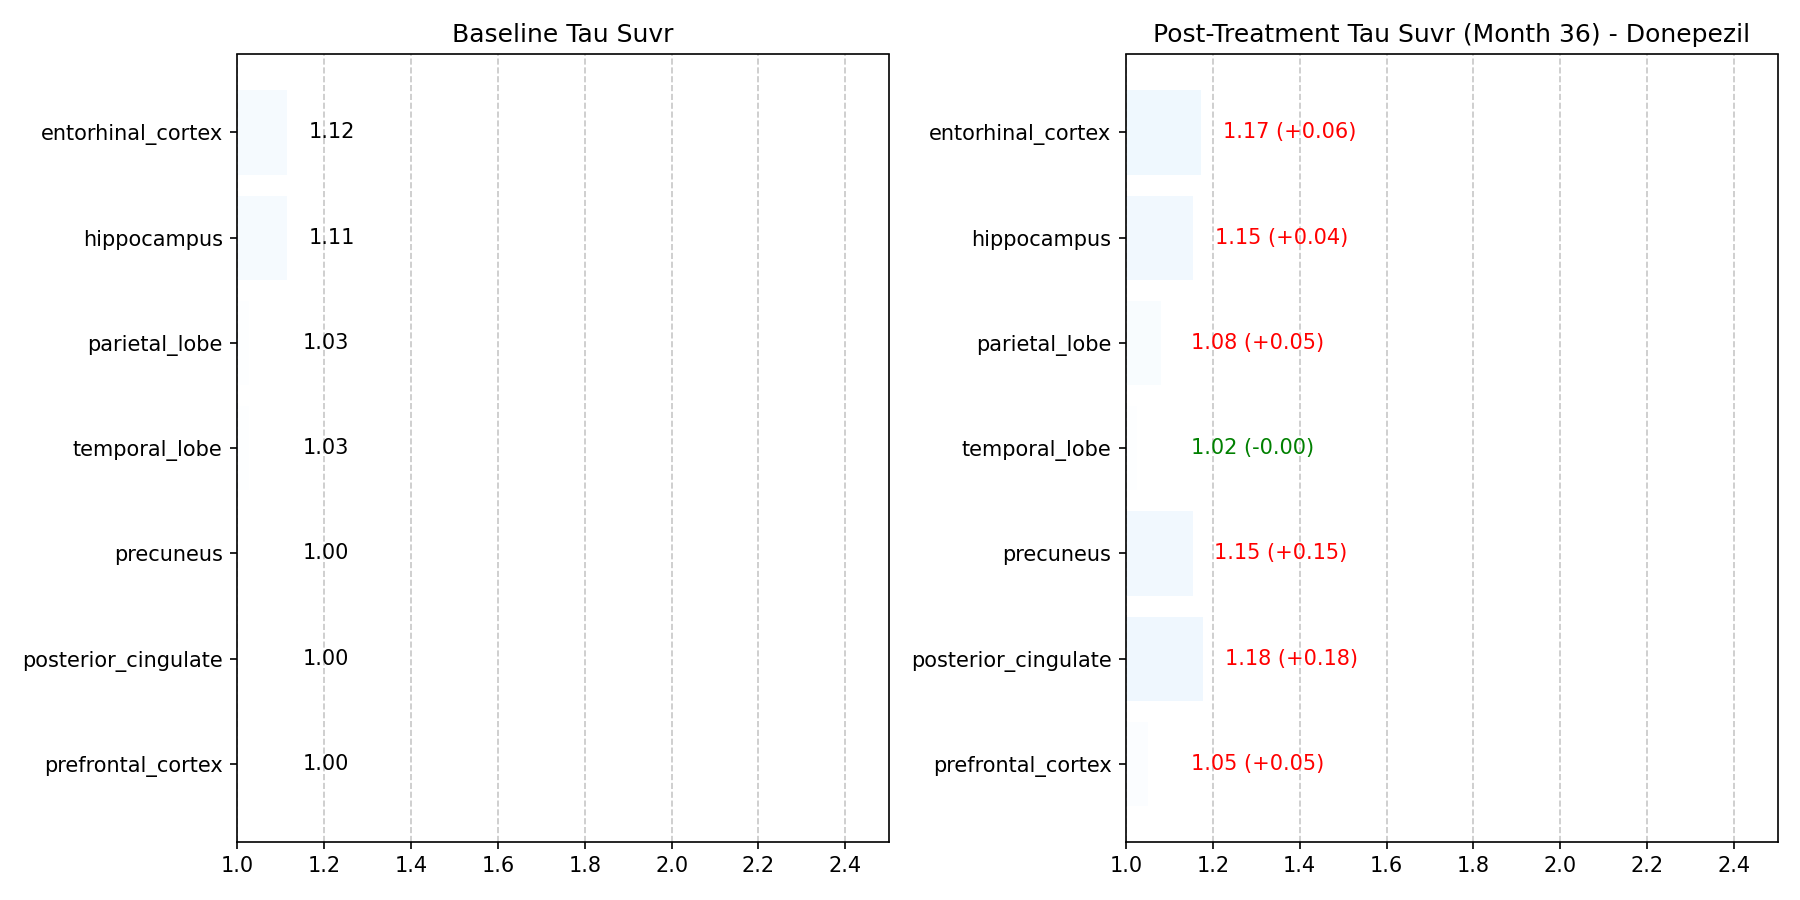 Baseline Tau Suvr
entorhinal_cortex 1.12
hippocampus 1.11
parietal_lobe 1.03
temporal_lobe 1.03
precuneus 1.00
posterior_cingulate 1.00
prefrontal_cortex 1.00
1.0 1.2 1.4 1.6 1.8 2.0 2.2 2.4
Post-Treatment Tau Suvr (Month 36) - Donepezil
entorhinal_cortex 1.17 (+0.06)
hippocampus 1.15 (+0.04)
parietal_lobe 1.08 (+0.05)
temporal_lobe 1.02 (-0.00)
precuneus 1.15 (+0.15)
posterior_cingulate 1.18 (+0.18)
prefrontal_cortex 1.05 (+0.05)
1.0 1.2 1.4 1.6 1.8 2.0 2.2 2.4